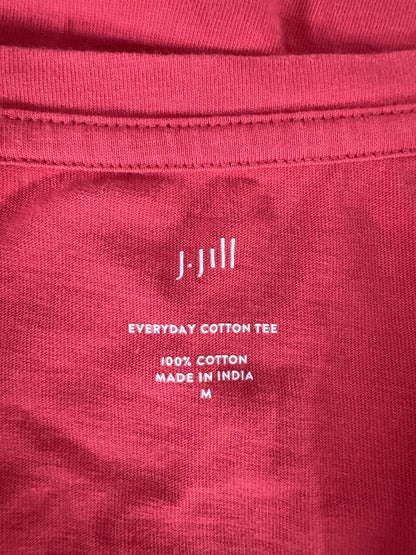 J.Jill
EVERYDAY COTTON TEE
100% COTTON
MADE IN INDIA
M